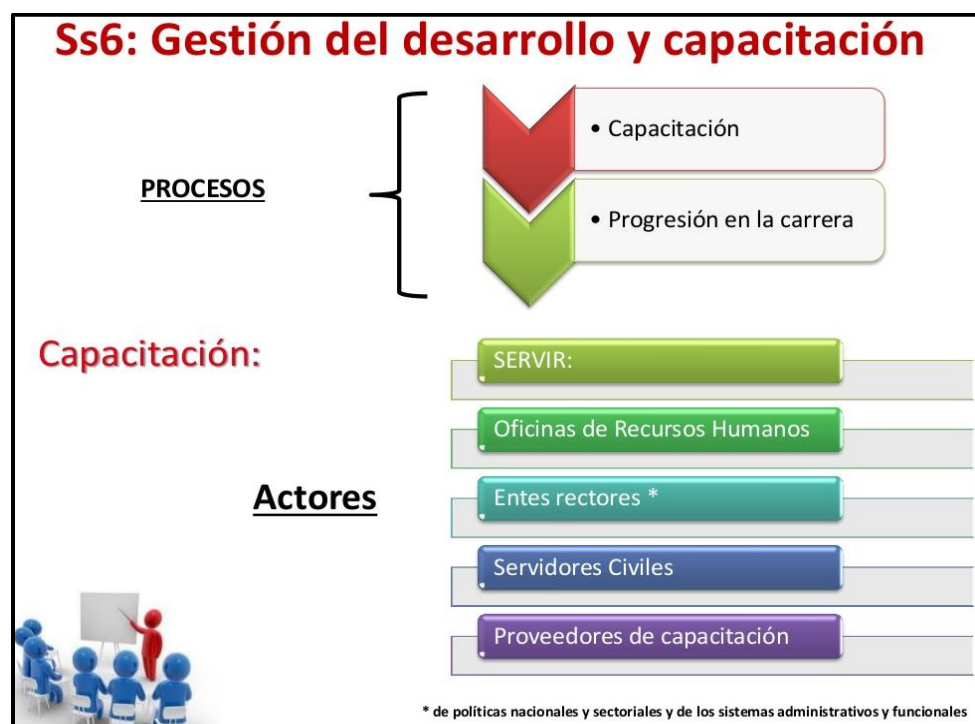 Ss6: Gestión del desarrollo y capacitación
PROCESOS
• Capacitación
• Progresión en la carrera
Capacitación:
Actores
SERVIR:
Oficinas de Recursos Humanos
Entes rectores *
Servidores Civiles
Proveedores de capacitación
* de políticas nacionales y sectoriales y de los sistemas administrativos y funcionales